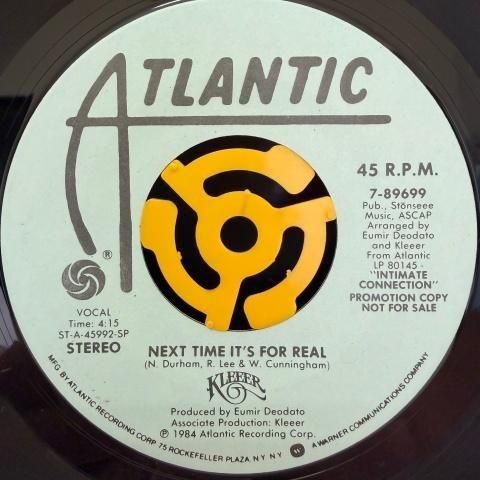 ATLANTIC
45 R.P.M.
7-89699
Pub., Stönseee
Music, ASCAP
Arranged by
Eumir Deodato
and Kleeer
From Atlantic
LP 80145 -
"INTIMATE
CONNECTION"
PROMOTION COPY
NOT FOR SALE
®
VOCAL
Time: 4:15
ST-A-45992-SP
STEREO
NEXT TIME IT'S FOR REAL
(N. Durham, R. Lee & W. Cunningham)
KLEEER
Produced by Eumir Deodato
Associate Production: Kleeer
℗ 1984 Atlantic Recording Corp.
MFG. BY ATLANTIC RECORDING CORP. 75 ROCKEFELLER PLAZA, N.Y. N.Y. W A WARNER COMMUNICATIONS COMPANY